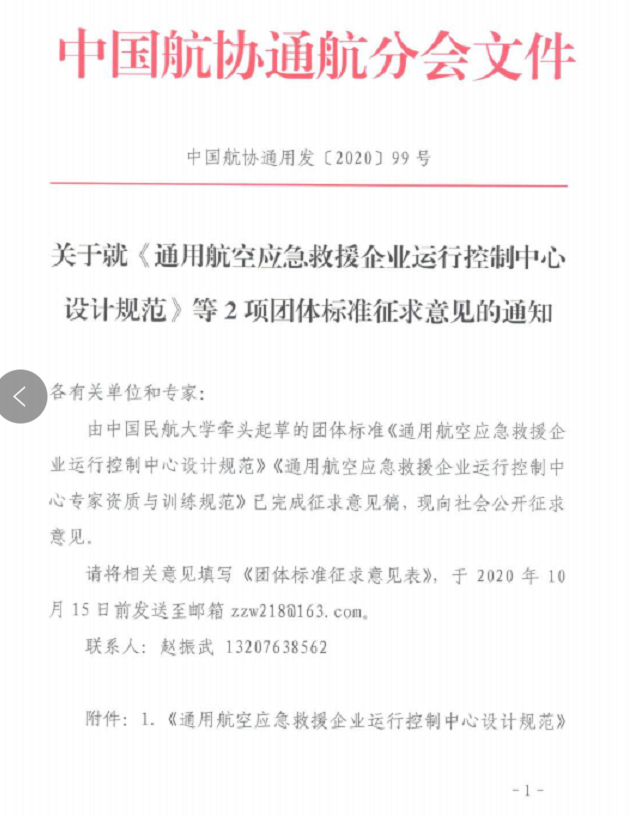 中国航协通航分会文件
中国航协通用发〔2020〕99 号
关于就《通用航空应急救援企业运行控制中心
设计规范》等 2 项团体标准征求意见的通知
各有关单位和专家：
由中国民航大学牵头起草的团体标准《通用航空应急救援企
业运行控制中心设计规范》《通用航空应急救援企业运行控制中
心专家资质与训练规范》已完成征求意见稿，现向社会公开征求
意见。
请将相关意见填写《团体标准征求意见表》，于 2020 年 10
月 15 日前发送至邮箱 zzw218@163.com。
联系人：赵振武 13207638562
附件：1.《通用航空应急救援企业运行控制中心设计规范》
-1-